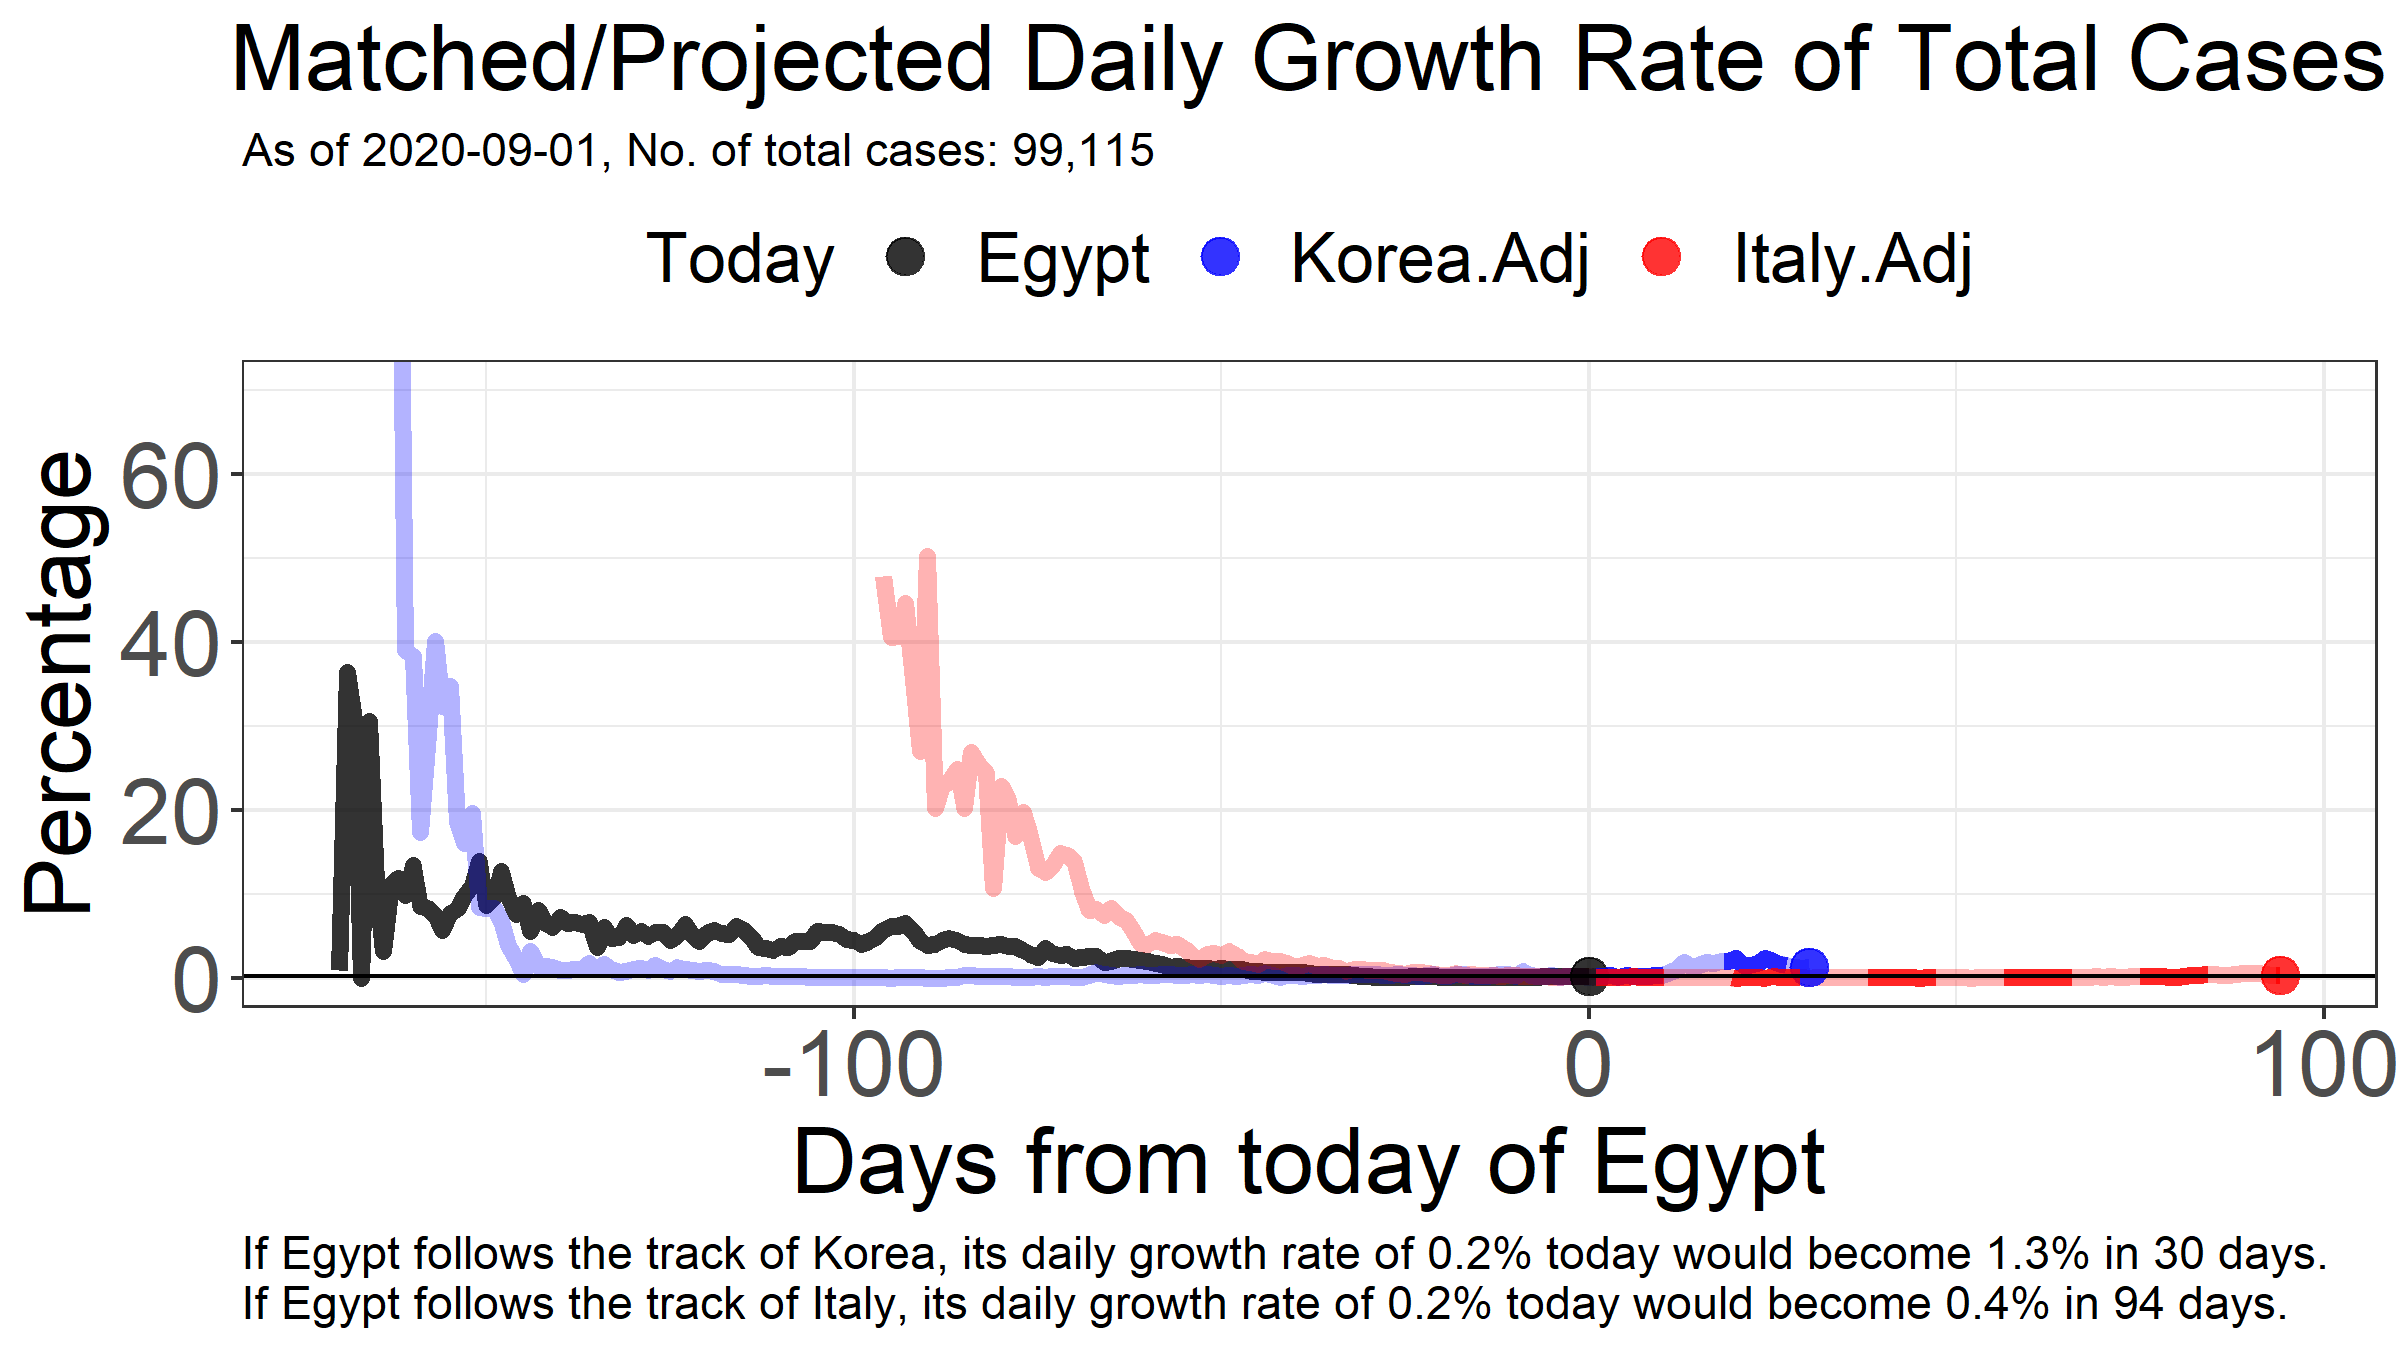 Matched/Projected Daily Growth Rate of Total Cases
As of 2020-09-01, No. of total cases: 99,115
Today Egypt Korea.Adj Italy.Adj
Percentage
60
40
20
0
-100 0 100
Days from today of Egypt
If Egypt follows the track of Korea, its daily growth rate of 0.2% today would become 1.3% in 30 days.
If Egypt follows the track of Italy, its daily growth rate of 0.2% today would become 0.4% in 94 days.